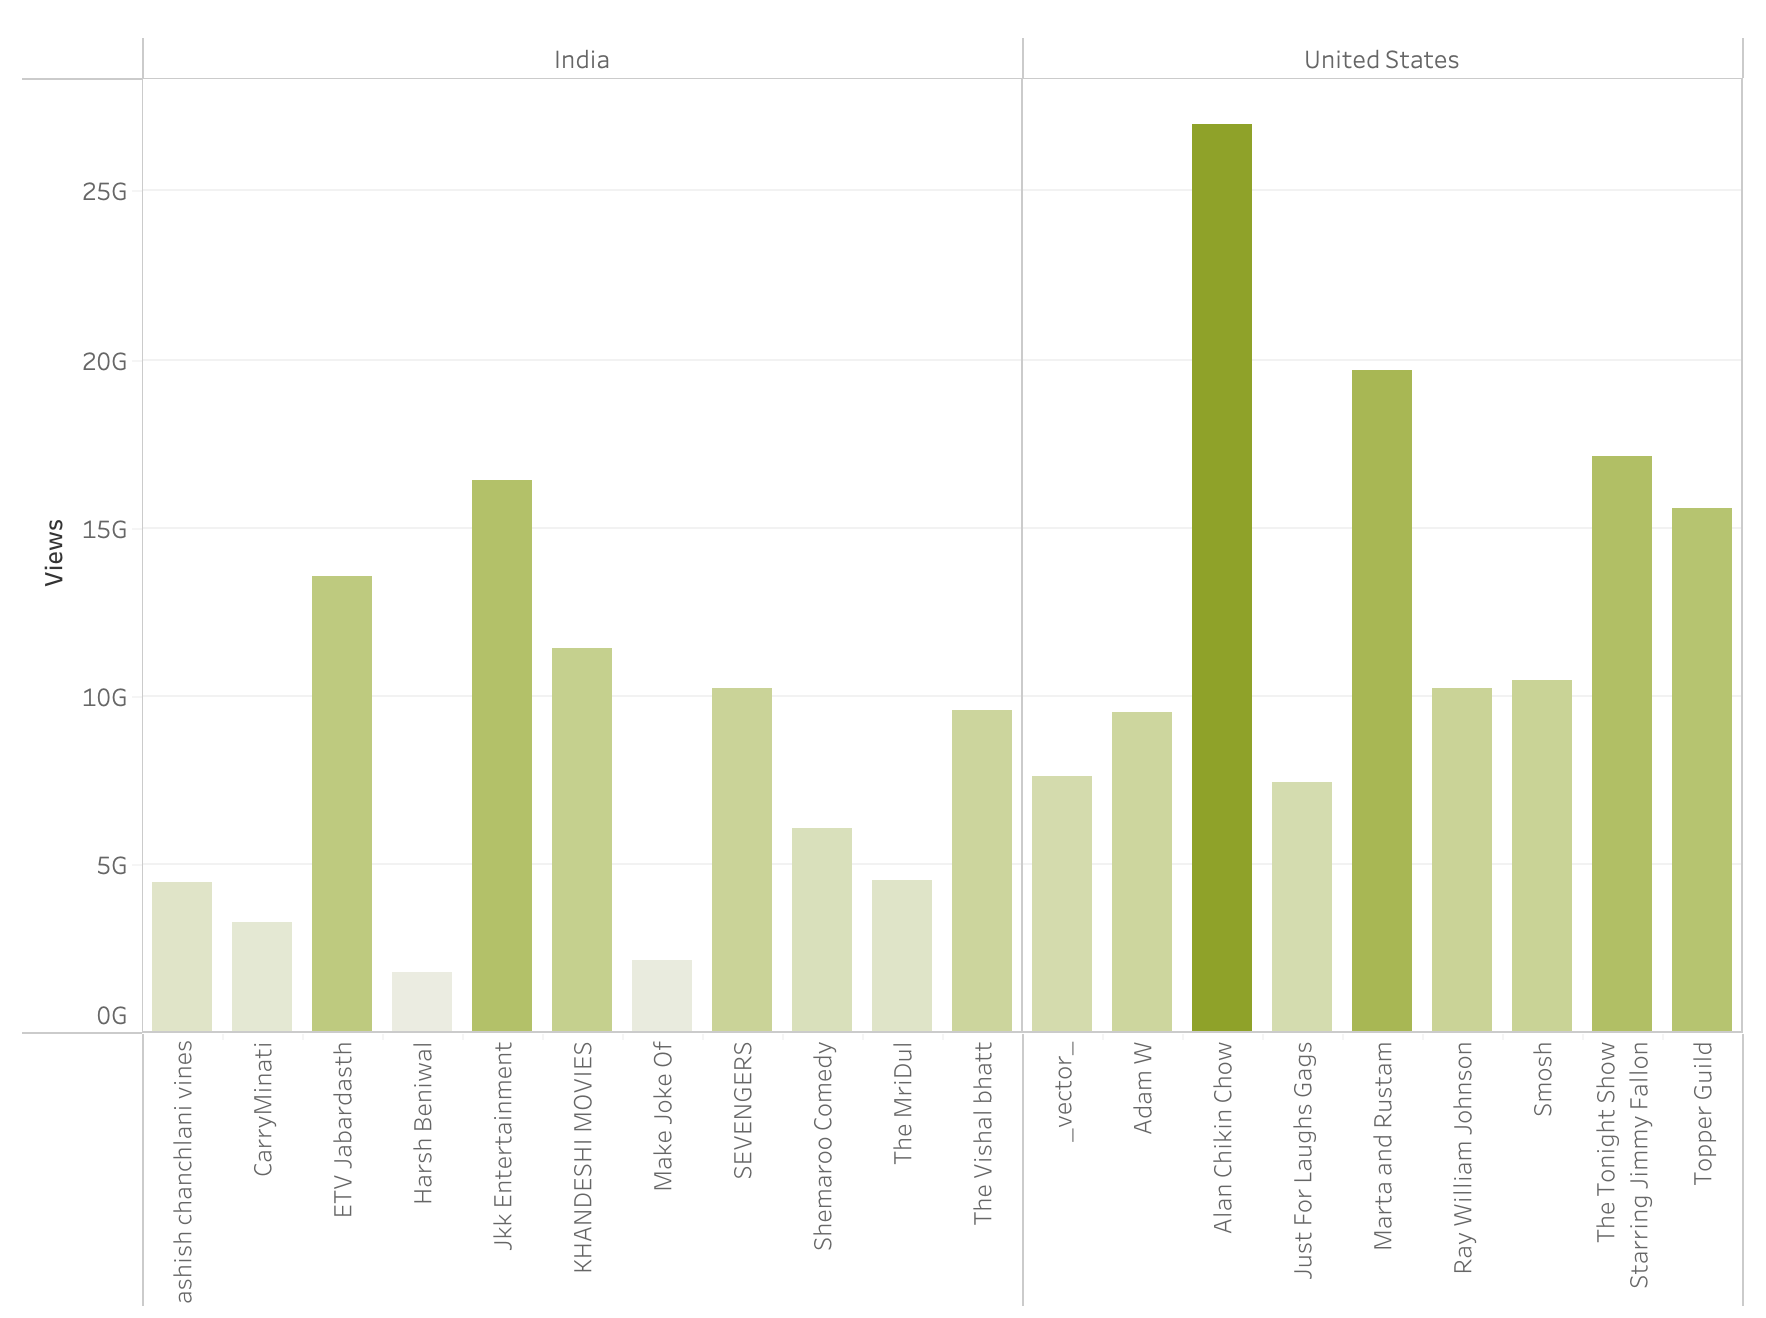 India
United States
Views
25G
20G
15G
10G
5G
0G
ashish chanchlani vines
CarryMinati
ETV Jabardasth
Harsh Beniwal
Jkk Entertainment
KHANDESHI MOVIES
Make Joke Of
SEVENGERS
Shemaroo Comedy
The MriDul
The Vishal bhatt
_vector_
Adam W
Alan Chikin Chow
Just For Laughs Gags
Marta and Rustam
Ray William Johnson
Smosh
The Tonight Show
Starring Jimmy Fallon
Topper Guild